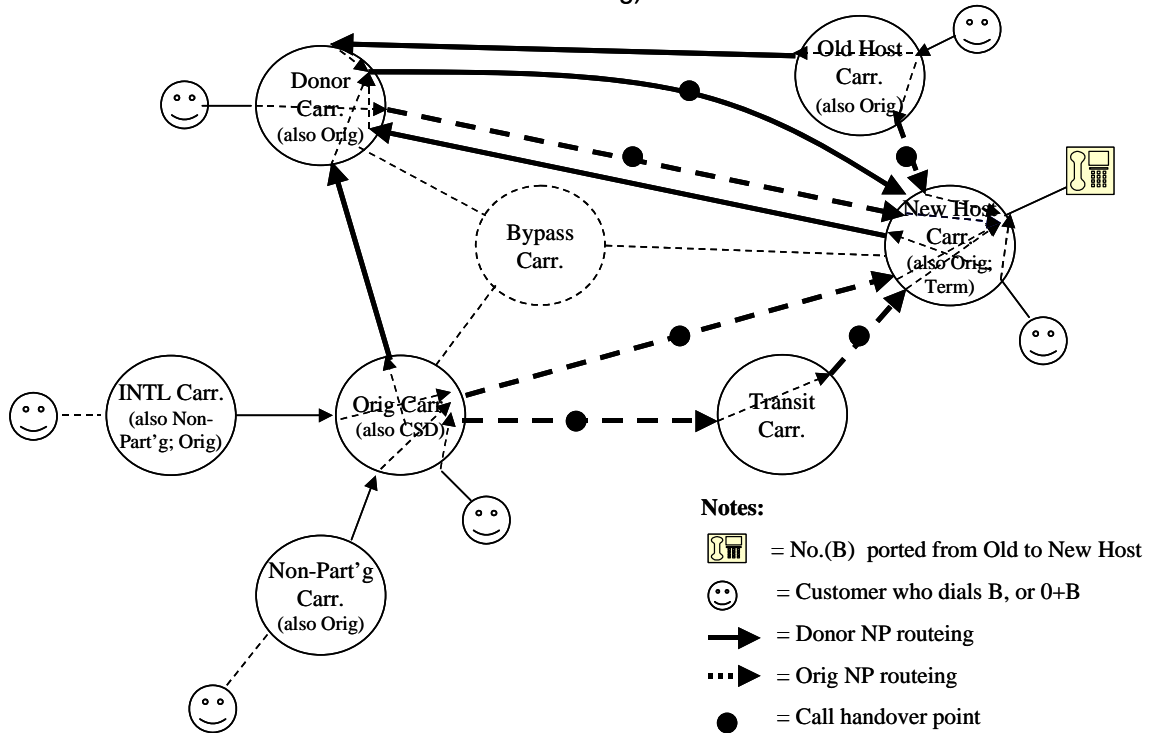 Donor
Carr.
(also Orig)
Old Host
Carr.
(also Orig)
New Host
Carr.
(also Orig;
Term)
Bypass
Carr.
INTL Carr.
(also Non-
Part'g; Orig)
Orig Carr.
(also CSD)
Transit
Carr.
Non-Part'g
Carr.
(also Orig)
Notes:
= No.(B) ported from Old to New Host
= Customer who dials B, or 0+B
= Donor NP routeing
= Orig NP routeing
= Call handover point